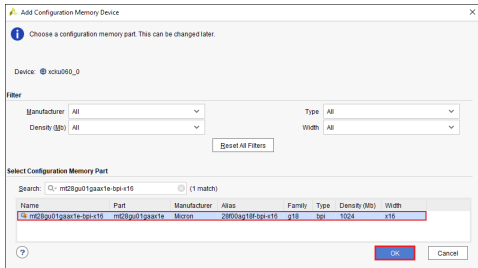 Add Configuration Memory Device
Choose a configuration memory part. This can be changed later.
Device: xcku060_0
Filter
Manufacturer All Type All
Density (Mb) All Width All
Reset All Filters
Select Configuration Memory Part
Search: mt28gu01gaax1e-bpi-x16 (1 match)
Name Part Manufacturer Alias Family Type Density (Mb) Width
mt28gu01gaax1e-bpi-x16 mt28gu01gaax1e Micron 28f00ag18f-bpi-x16 g18 bpi 1024 x16
? OK Cancel